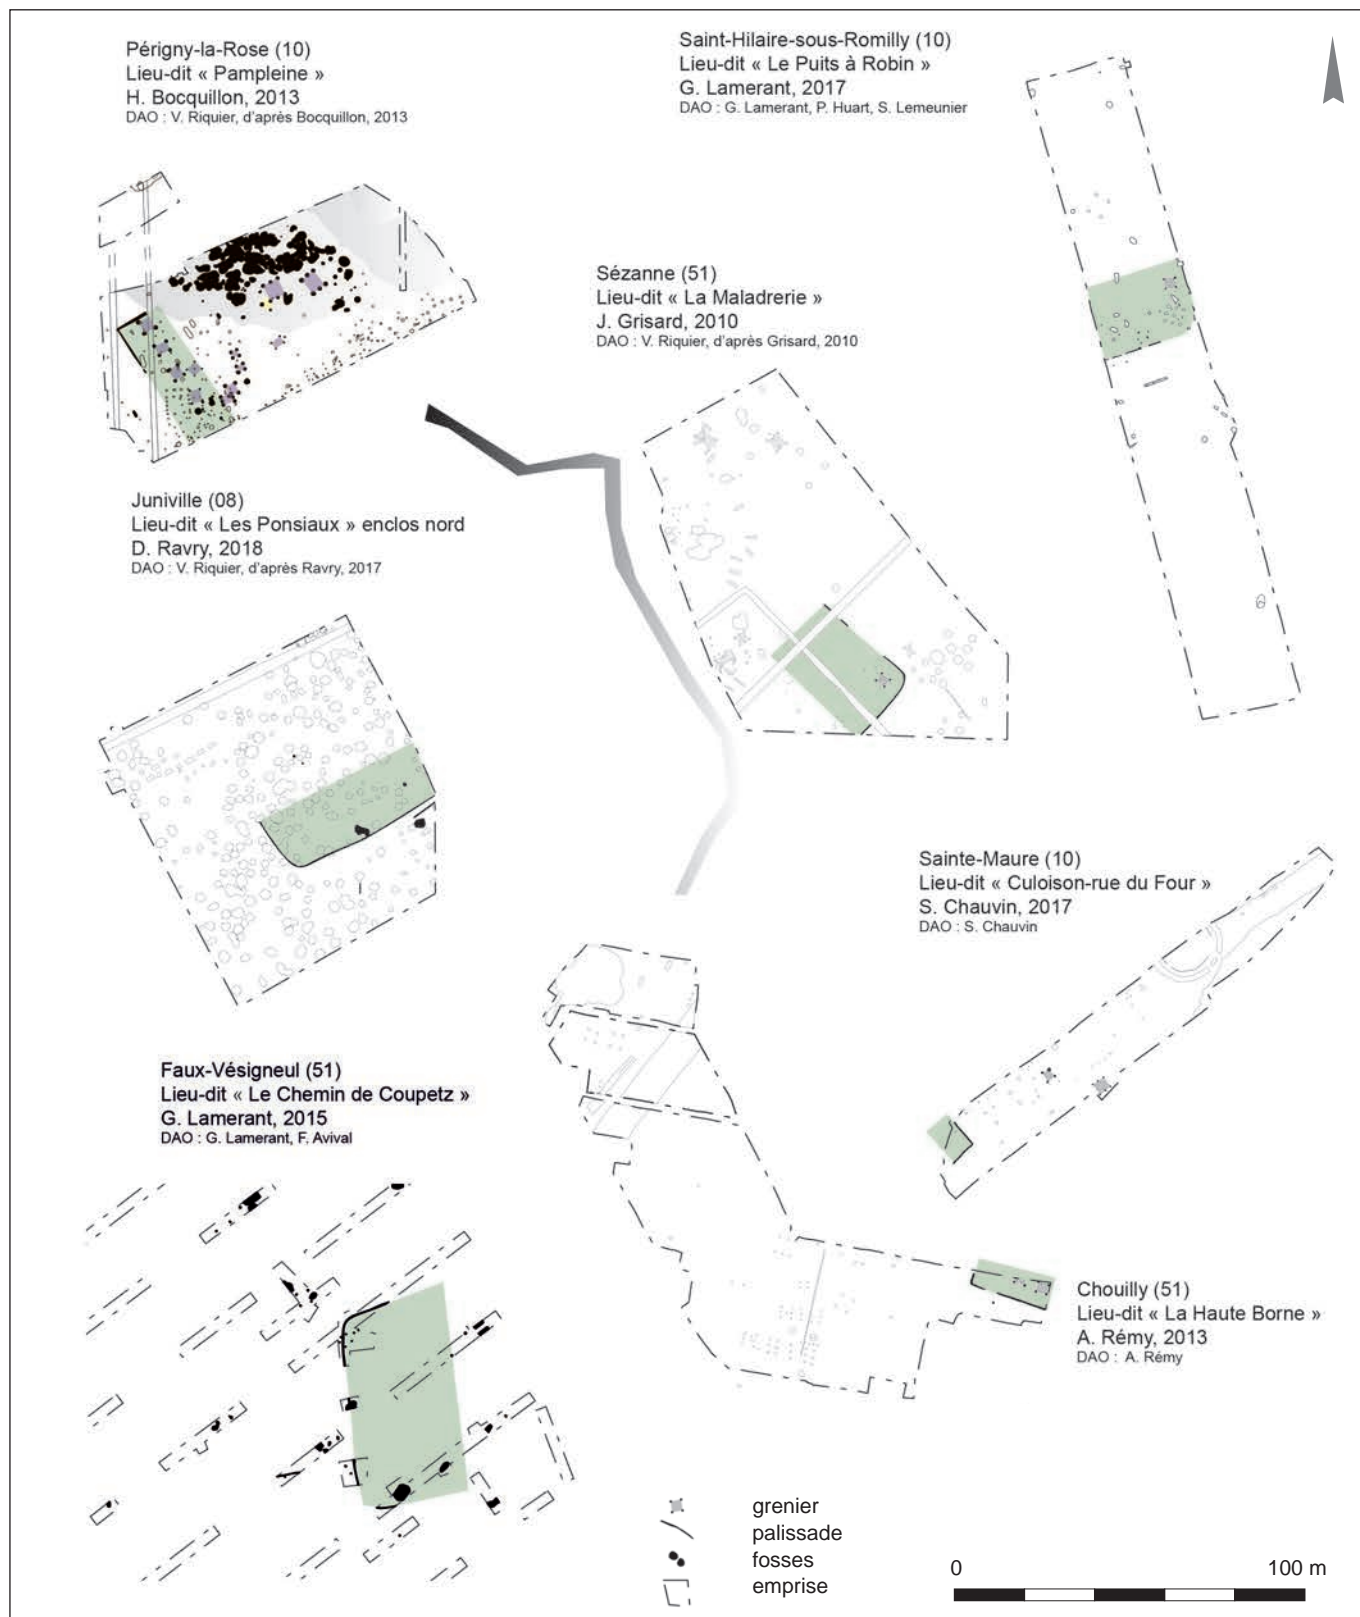 Périgny-la-Rose (10)
Lieu-dit « Pampleine »
H. Bocquillon, 2013
DAO : V. Riquier, d'après Bocquillon, 2013
Saint-Hilaire-sous-Romilly (10)
Lieu-dit « Le Puits à Robin »
G. Lamerant, 2017
DAO : G. Lamerant, P. Huart, S. Lemeunier
Sézanne (51)
Lieu-dit « La Maladrerie »
J. Grisard, 2010
DAO : V. Riquier, d'après Grisard, 2010
Juniville (08)
Lieu-dit « Les Ponsiaux » enclos nord
D. Ravry, 2018
DAO : V. Riquier, d'après Ravry, 2017
Sainte-Maure (10)
Lieu-dit « Culoison-rue du Four »
S. Chauvin, 2017
DAO : S. Chauvin
Faux-Vésigneul (51)
Lieu-dit « Le Chemin de Coupetz »
G. Lamerant, 2015
DAO : G. Lamerant, F. Avival
Chouilly (51)
Lieu-dit « La Haute Borne »
A. Rémy, 2013
DAO : A. Rémy
grenier
palissade
fosses
emprise
0 100 m